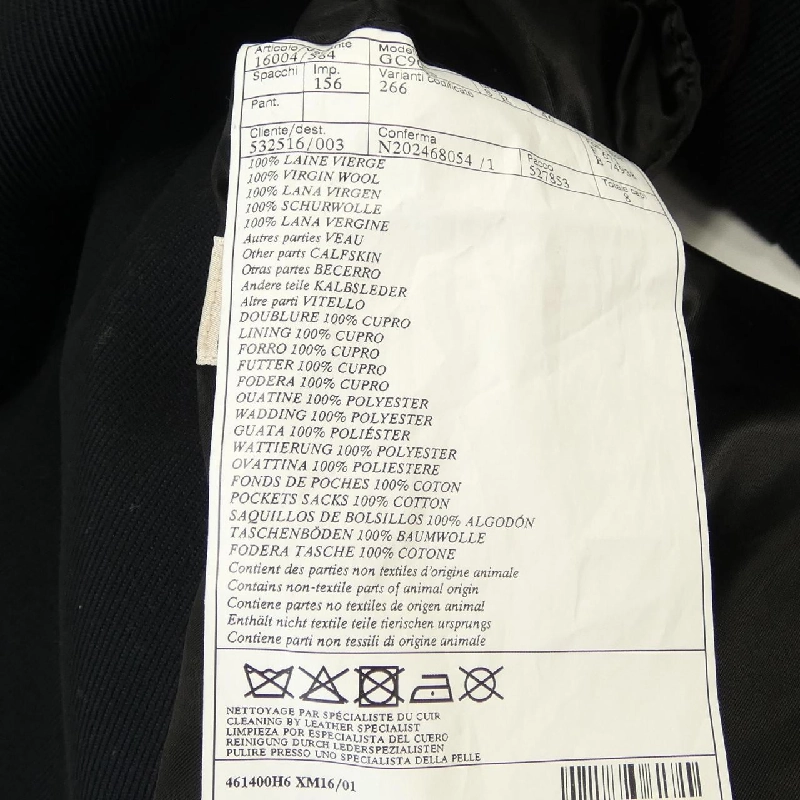 Articolo
16004/584
Spacchi Imp.
156
Pant.
Varianti codificate
266
Cliente/dest.
532516/003
Conferma
N202468054 /1
Pacco
527853
8
100% LAINE VIERGE
100% VIRGIN WOOL
100% LANA VIRGEN
100% SCHURWOLLE
100% LANA VERGINE
Autres parties VEAU
Other parts CALFSKIN
Otras partes BECERRO
Andere teile KALBSLEDER
Altre parti VITELLO
DOUBLURE 100% CUPRO
LINING 100% CUPRO
FORRO 100% CUPRO
FUTTER 100% CUPRO
FODERA 100% CUPRO
OUATINE 100% POLYESTER
WADDING 100% POLYESTER
GUATA 100% POLIÉSTER
WATTIERUNG 100% POLYESTER
OVATTINA 100% POLIESTERE
FONDS DE POCHES 100% COTON
POCKETS SACKS 100% COTTON
SAQUILLOS DE BOLSILLOS 100% ALGODÓN
TASCHENBÖDEN 100% BAUMWOLLE
FODERA TASCHE 100% COTONE
Contient des parties non textiles d'origine animale
Contains non-textile parts of animal origin
Contiene partes no textiles de origen animal
Enthält nicht textile teile tierischen ursprungs
Contiene parti non tessili di origine animale
NETTOYAGE PAR SPÉCIALISTE DU CUIR
CLEANING BY LEATHER SPECIALIST
LIMPIEZA POR ESPECIALISTA DEL CUERO
REINIGUNG DURCH LEDERSPEZIALISTEN
PULIRE PRESSO UNO SPECIALISTA DELLA PELLE
461400H6 XM16/01